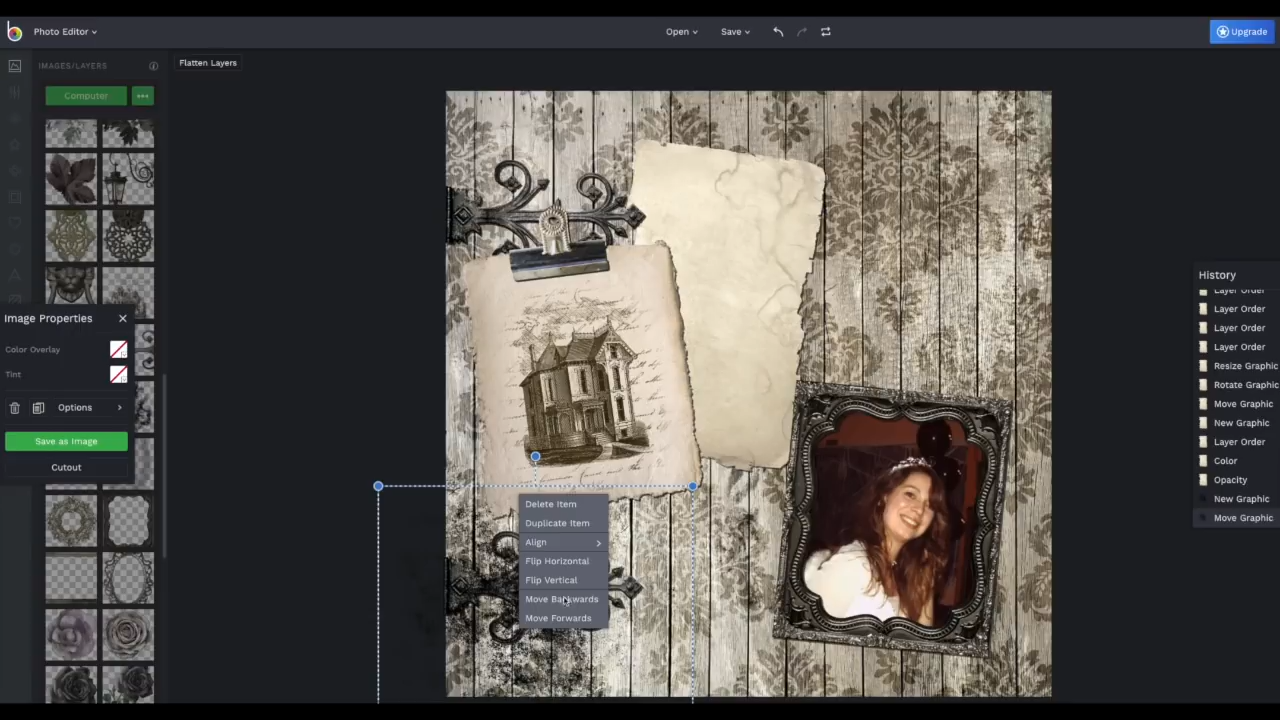 b Photo Editor
Open
Save
Upgrade
IMAGES/LAYERS
Flatten Layers
Computer
Image Properties
Color Overlay
Tint
Options
Save as Image
Cutout
Delete Item
Duplicate Item
Align
Flip Horizontal
Flip Vertical
Move Backwards
Move Forwards
History
Layer Order
Layer Order
Layer Order
Layer Order
Resize Graphic
Rotate Graphic
Move Graphic
New Graphic
Layer Order
Color
Opacity
New Graphic
Move Graphic